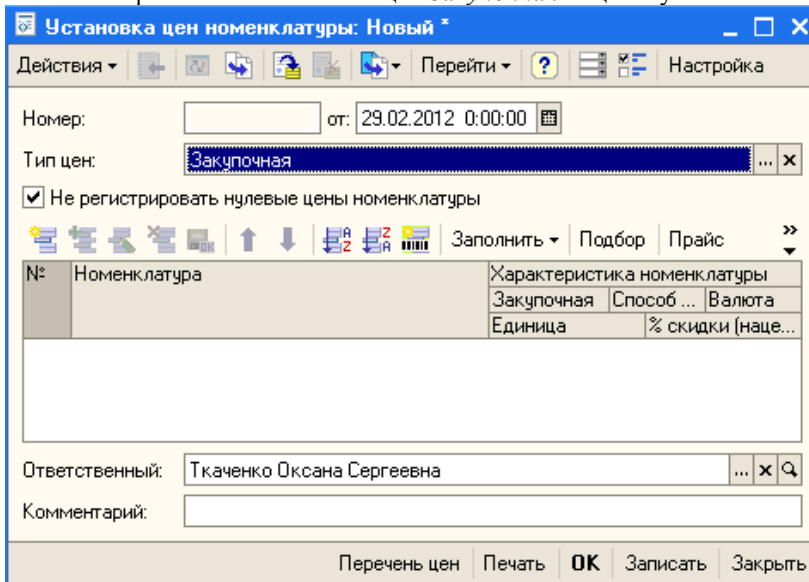 Установка цен номенклатуры: Новый *
Действия Перейти ? Настройка
Номер: от: 29.02.2012 0:00:00
Тип цен: Закупочная ... x
Не регистрировать нулевые цены номенклатуры
Заполнить Подбор Прайс »
№ Номенклатура Характеристика номенклатуры
Закупочная Способ ... Валюта
Единица % скидки (наце...
Ответственный: Ткаченко Оксана Сергеевна ... x
Комментарий:
Перечень цен Печать OK Записать Закрыть